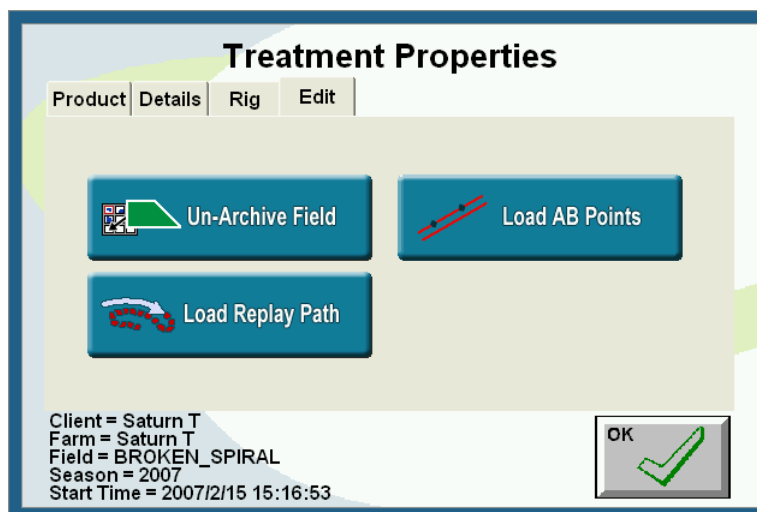 Treatment Properties
Product Details Rig Edit
Un-Archive Field Load AB Points
Load Replay Path
Client = Saturn T
Farm = Saturn T
Field = BROKEN_SPIRAL
Season = 2007
Start Time = 2007/2/15 15:16:53
OK